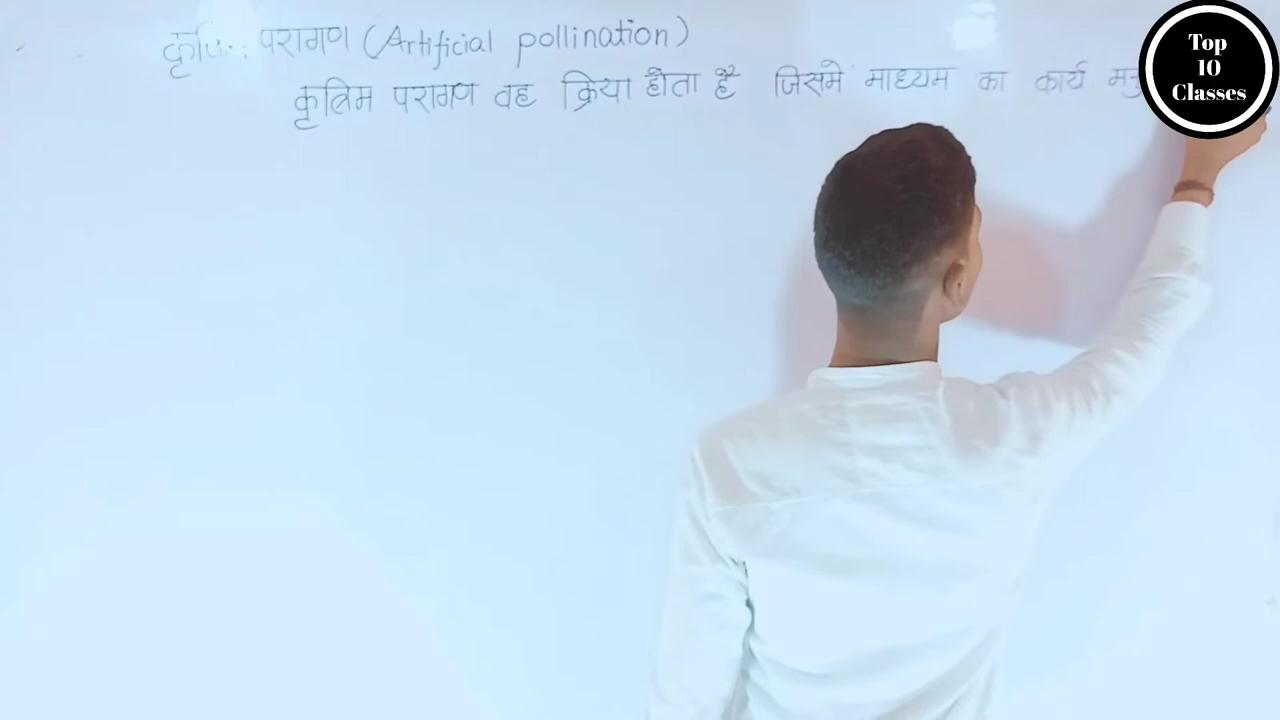 परागण (Artificial pollination)
कृत्रिम परागण वह क्रिया होता है जिसमे माध्यम का कार्य
Top
10
Classes